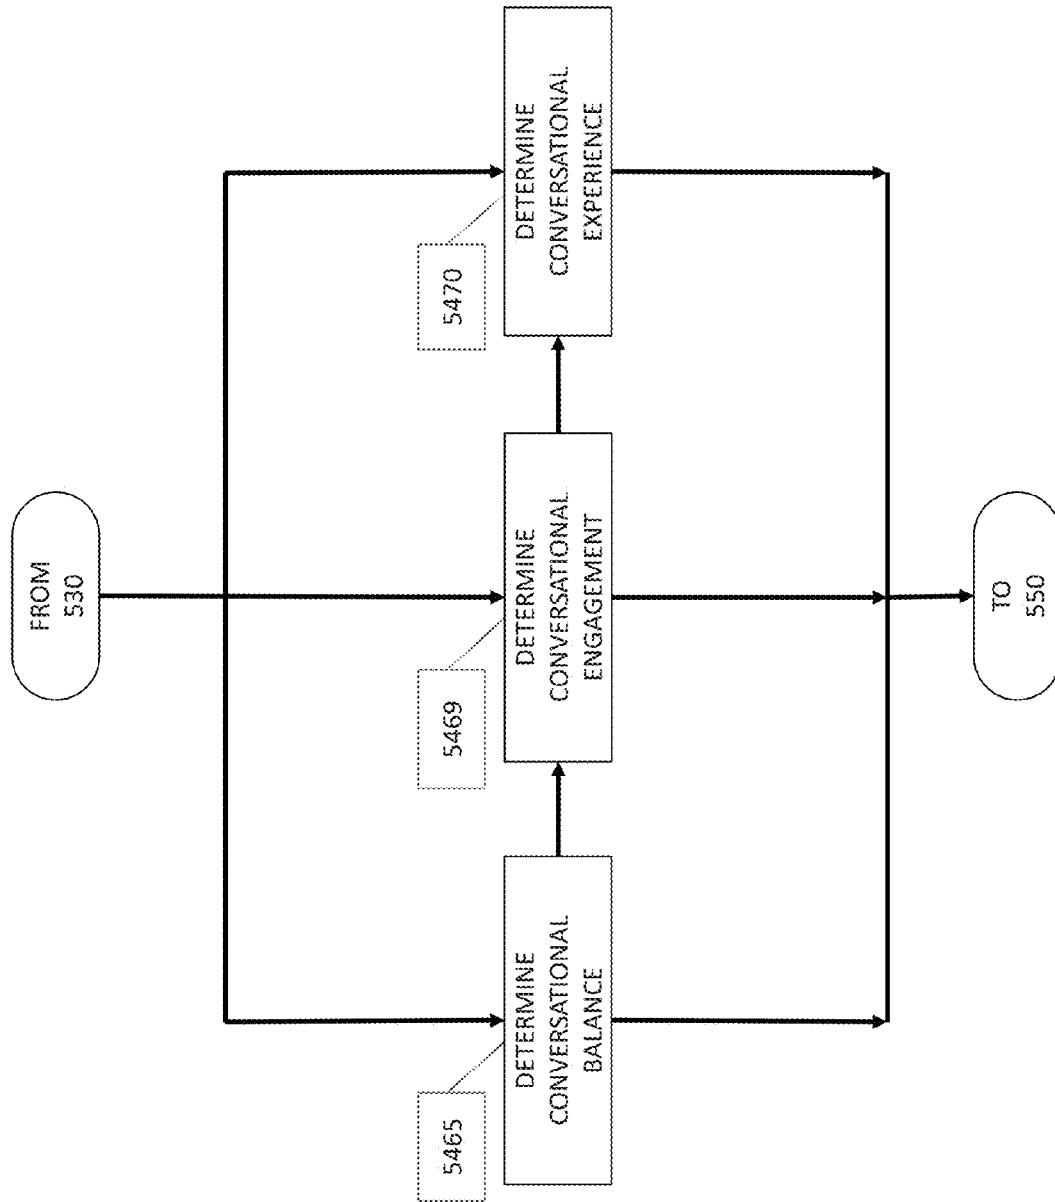 FROM
530
5465
DETERMINE
CONVERSATIONAL
BALANCE
5469
DETERMINE
CONVERSATIONAL
ENGAGEMENT
5470
DETERMINE
CONVERSATIONAL
EXPERIENCE
TO
550